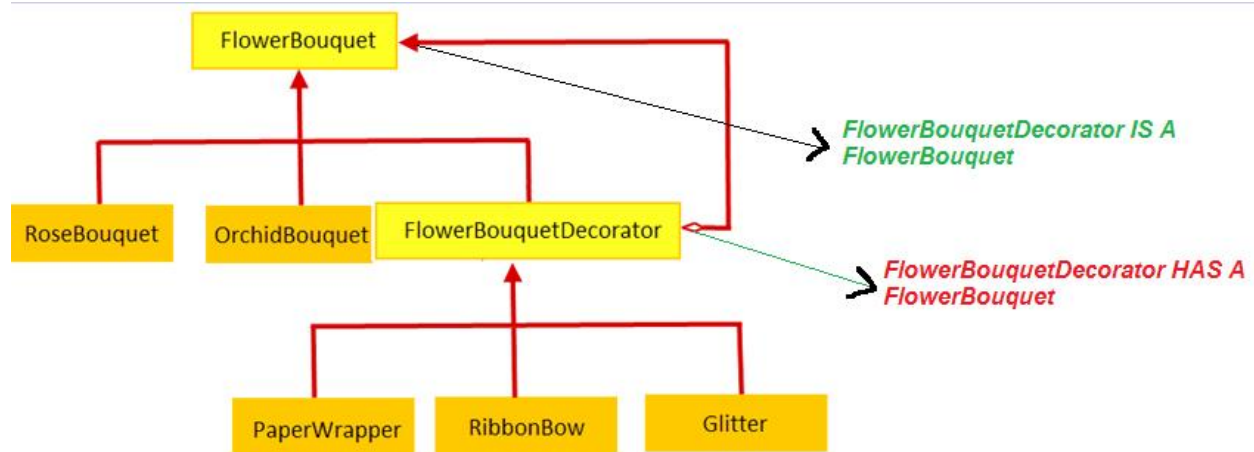 FlowerBouquet
FlowerBouquetDecorator IS A
FlowerBouquet
RoseBouquet
OrchidBouquet
FlowerBouquetDecorator
FlowerBouquetDecorator HAS A
FlowerBouquet
PaperWrapper
RibbonBow
Glitter